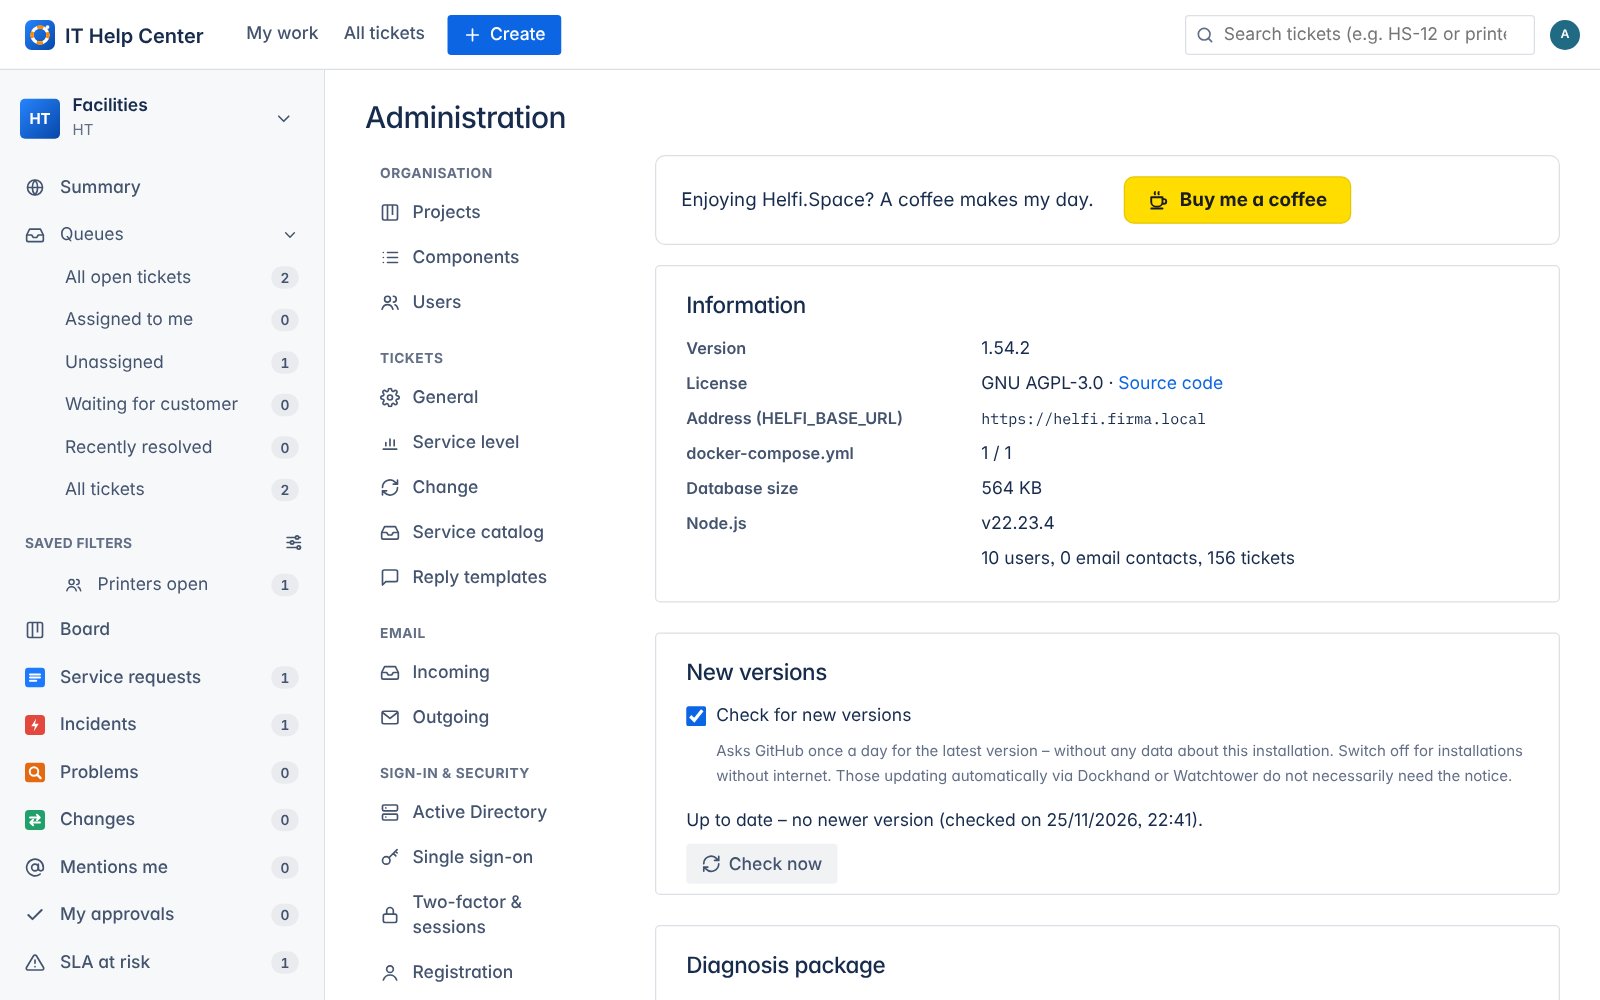 IT Help Center
My work
All tickets
Create
Search tickets (e.g. HS-12 or printe
A
HT
Facilities
HT
Summary
Queues
All open tickets 2
Assigned to me 0
Unassigned 1
Waiting for customer 0
Recently resolved 0
All tickets 2
SAVED FILTERS
Printers open 1
Board
Service requests 1
Incidents 1
Problems 0
Changes 0
Mentions me 0
My approvals 0
SLA at risk 1
Administration
ORGANISATION
Projects
Components
Users
TICKETS
General
Service level
Change
Service catalog
Reply templates
EMAIL
Incoming
Outgoing
SIGN-IN & SECURITY
Active Directory
Single sign-on
Two-factor &
sessions
Registration
Enjoying Helfi.Space? A coffee makes my day.
Buy me a coffee
Information
Version 1.54.2
License GNU AGPL-3.0 · Source code
Address (HELFI_BASE_URL) https://helfi.firma.local
docker-compose.yml 1 / 1
Database size 564 KB
Node.js v22.23.4
10 users, 0 email contacts, 156 tickets
New versions
Check for new versions
Asks GitHub once a day for the latest version – without any data about this installation. Switch off for installations
without internet. Those updating automatically via Dockhand or Watchtower do not necessarily need the notice.
Up to date – no newer version (checked on 25/11/2026, 22:41).
Check now
Diagnosis package